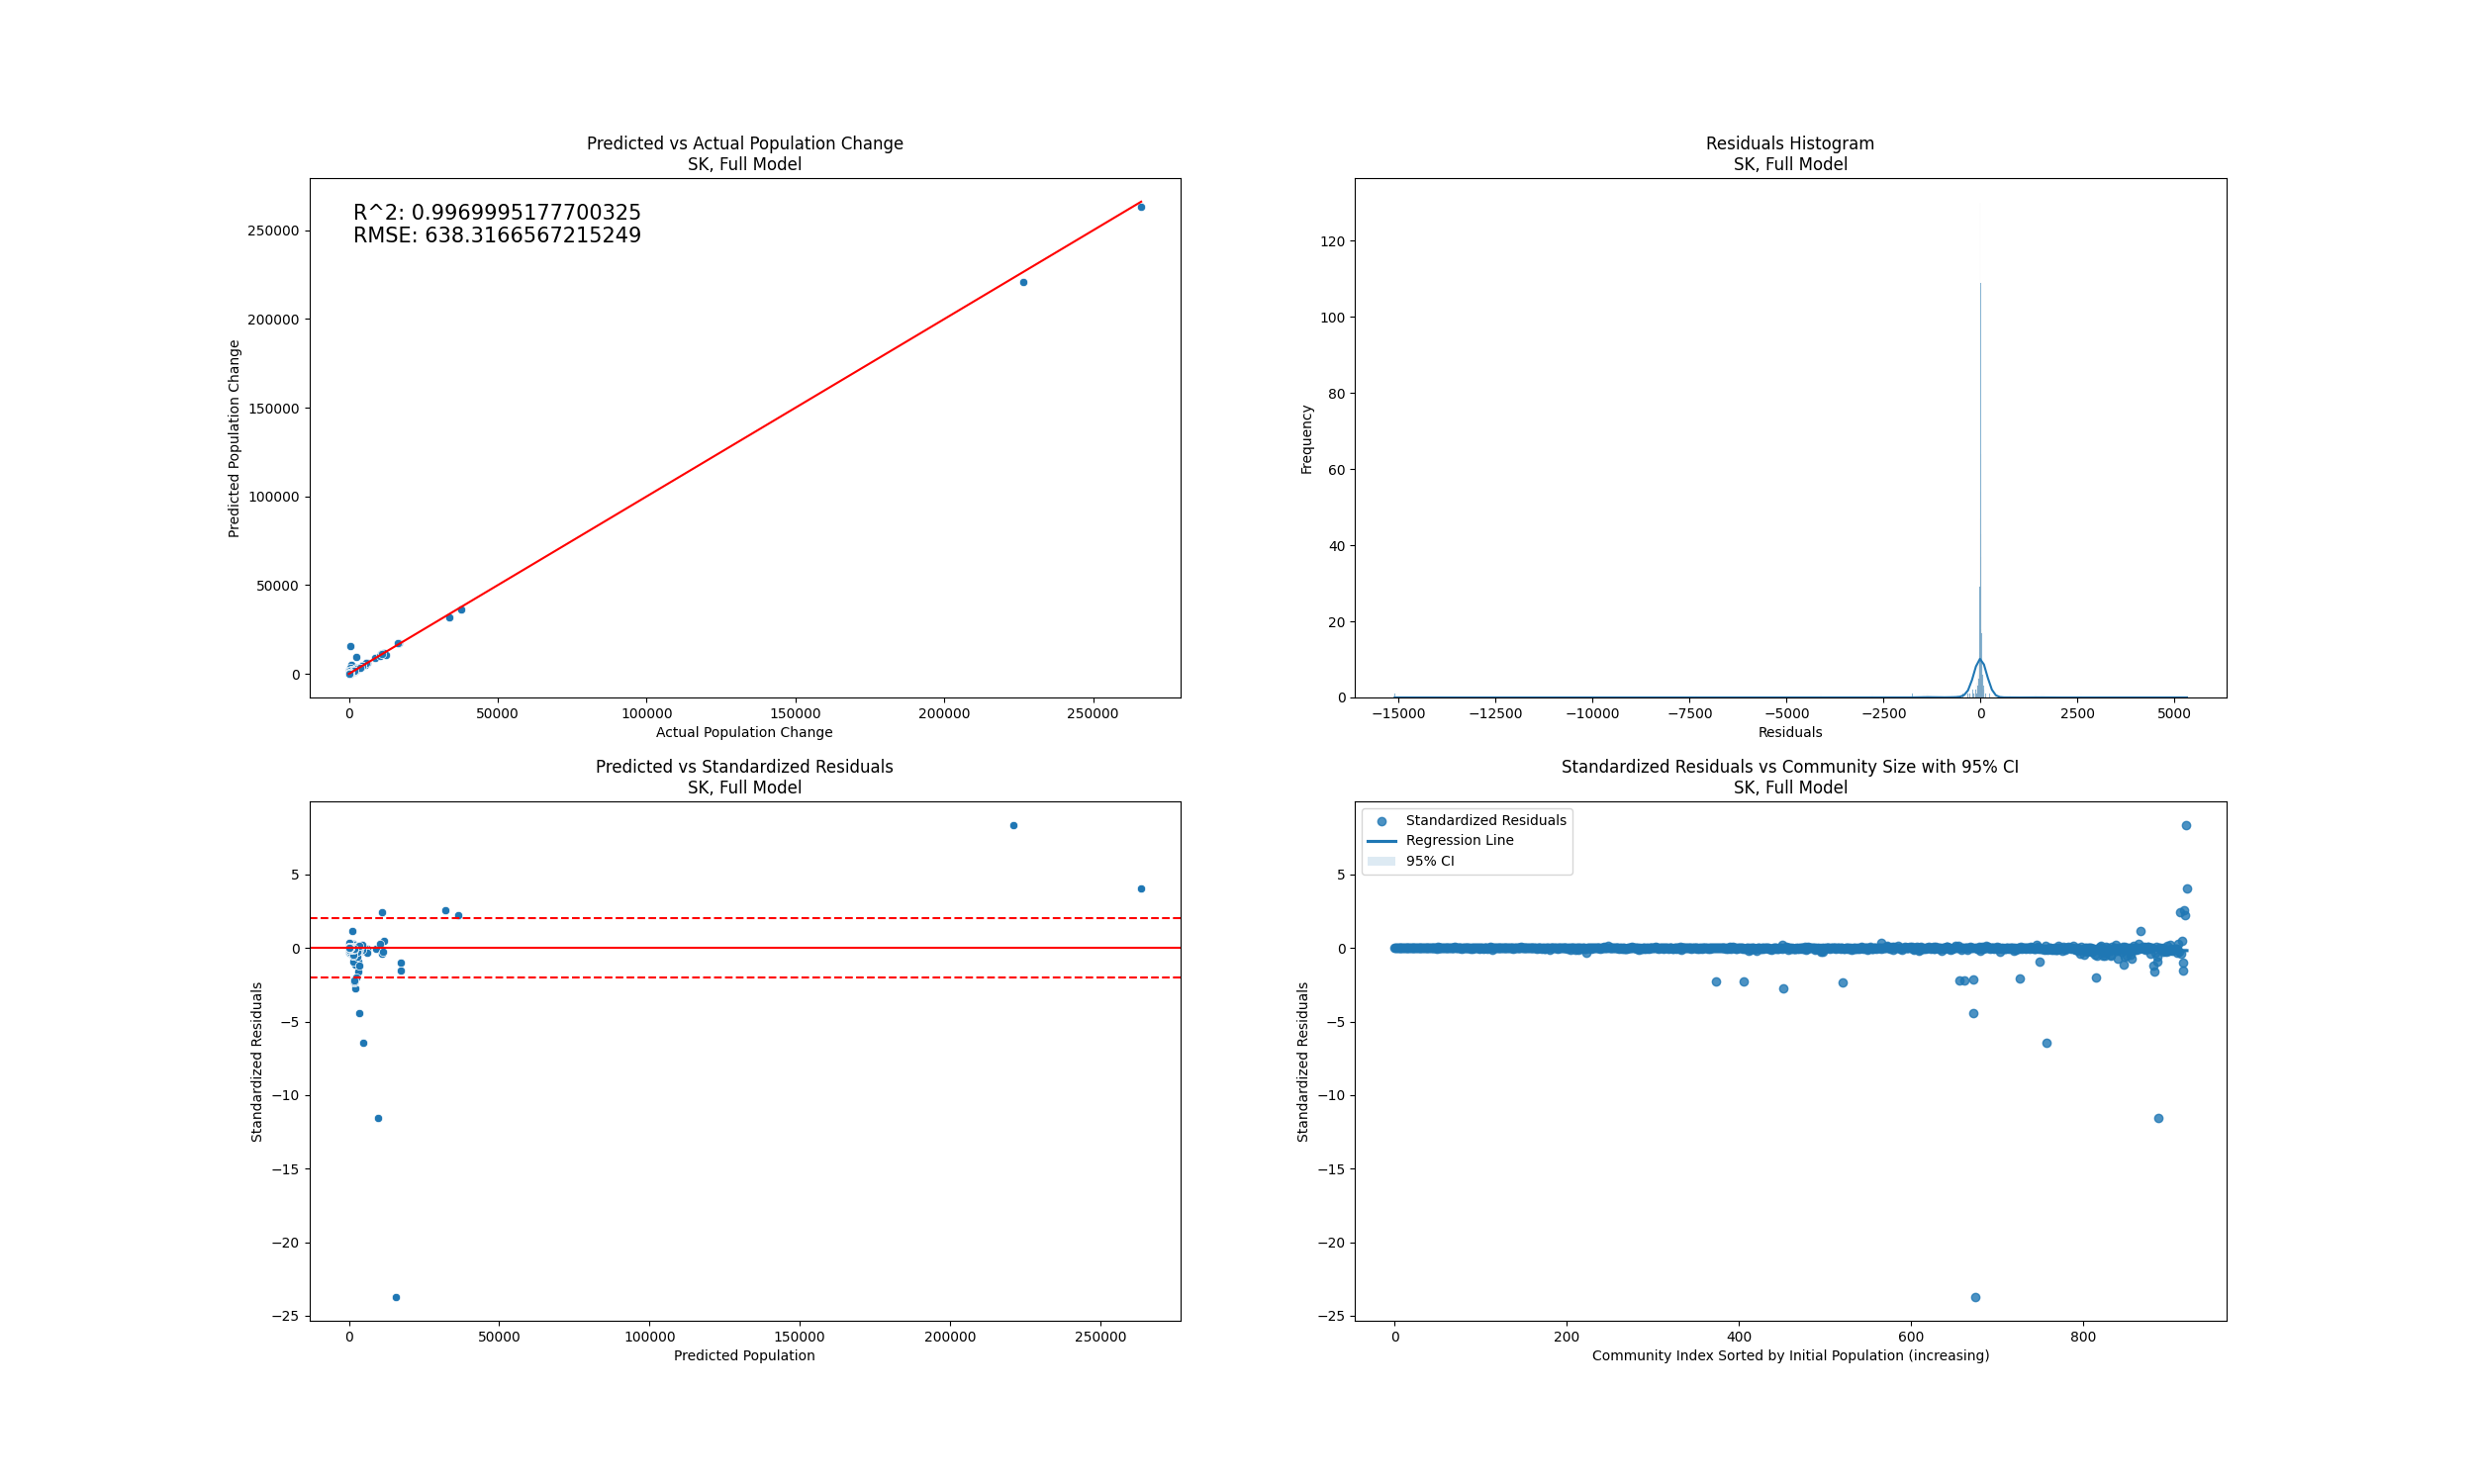 Predicted vs Actual Population Change
SK, Full Model
R^2: 0.9969995177700325
RMSE: 638.3166567215249
Predicted Population Change
250000
200000
150000
100000
50000
0
0
50000
100000
150000
200000
250000
Actual Population Change
Residuals Histogram
SK, Full Model
Frequency
120
100
80
60
40
20
0
−15000
−12500
−10000
−7500
−5000
−2500
0
2500
5000
Residuals
Predicted vs Standardized Residuals
SK, Full Model
Standardized Residuals
5
0
−5
−10
−15
−20
−25
0
50000
100000
150000
200000
250000
Predicted Population
Standardized Residuals vs Community Size with 95% CI
SK, Full Model
Standardized Residuals
Regression Line
95% CI
Standardized Residuals
5
0
−5
−10
−15
−20
−25
0
200
400
600
800
Community Index Sorted by Initial Population (increasing)